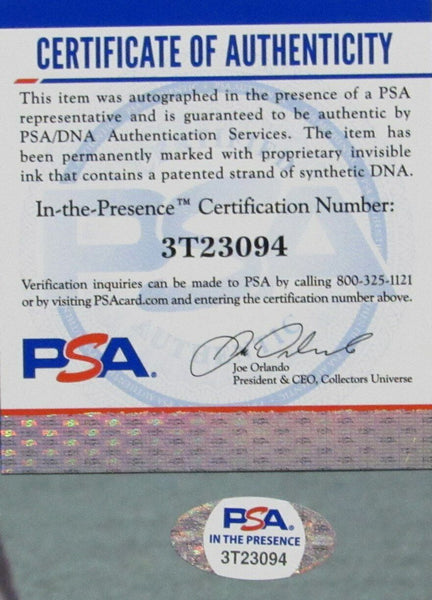 CERTIFICATE OF AUTHENTICITY
This item was autographed in the presence of a PSA
representative and is guaranteed to be authentic by
PSA/DNA Authentication Services. The item has
been permanently marked with proprietary invisible
ink that contains a patented strand of synthetic DNA.
In-the-Presence™ Certification Number:
3T23094
Verification inquiries can be made to PSA by calling 800-325-1121
or by visiting PSAcard.com and entering the certification number above.
PSA.
Joe Orlando
President & CEO, Collectors Universe
PSA.
IN THE PRESENCE
3T23094